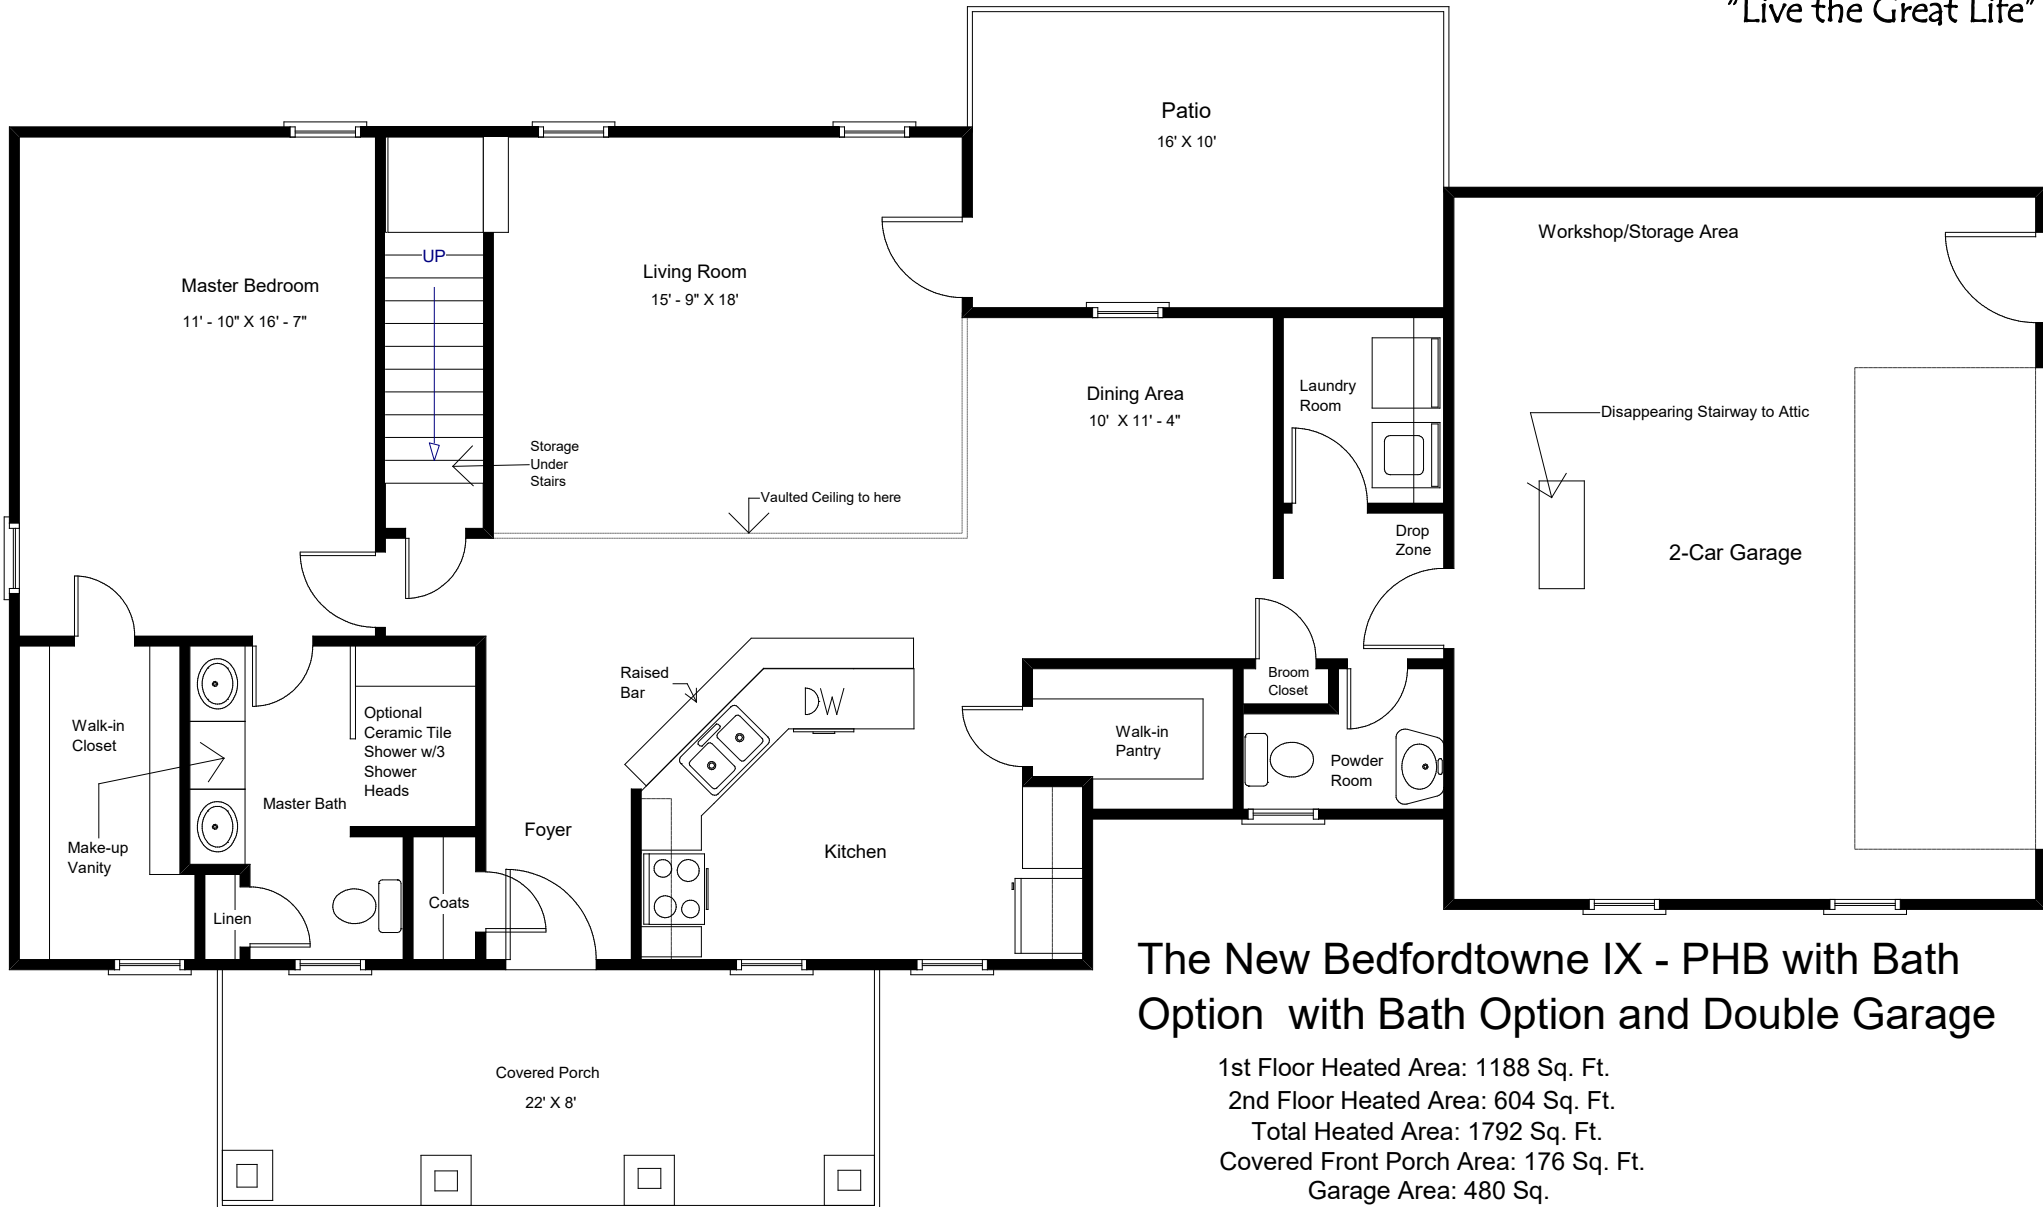 "Live the Great Life"
Patio
16' X 10'
Workshop/Storage Area
UP
Living Room
15' - 9" X 18'
Master Bedroom
11' - 10" X 16' - 7"
Laundry
Room
Dining Area
10'  X 11' - 4"
Disappearing Stairway to Attic
Storage
Under
Stairs
Vaulted Ceiling to here
Drop
Zone
2-Car Garage
Raised
Bar
Broom
Closet
DW
Optional
Ceramic Tile
Shower w/3
Shower
Heads
Walk-in
Closet
Walk-in
Pantry
Powder
Room
Master Bath
Foyer
Make-up
Vanity
Kitchen
Coats
Linen
The New Bedfordtowne IX - PHB with Bath
Option  with Bath Option and Double Garage
1st Floor Heated Area: 1188 Sq. Ft.
2nd Floor Heated Area: 604 Sq. Ft.
Total Heated Area: 1792 Sq. Ft.
Covered Front Porch Area: 176 Sq. Ft.
Garage Area: 480 Sq.
Covered Porch
22' X 8'